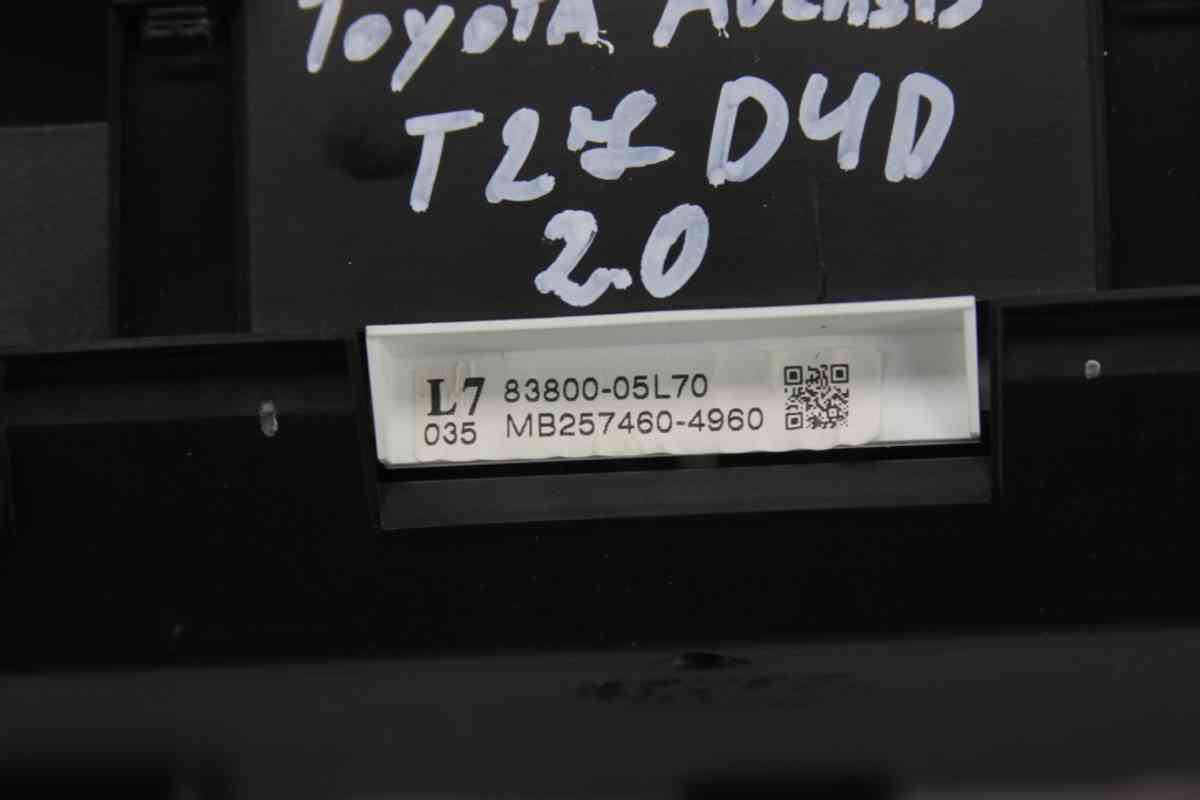 Toyota Avensis
T27 D4D
2.0
L7 83800-05L70
035 MB257460-4960